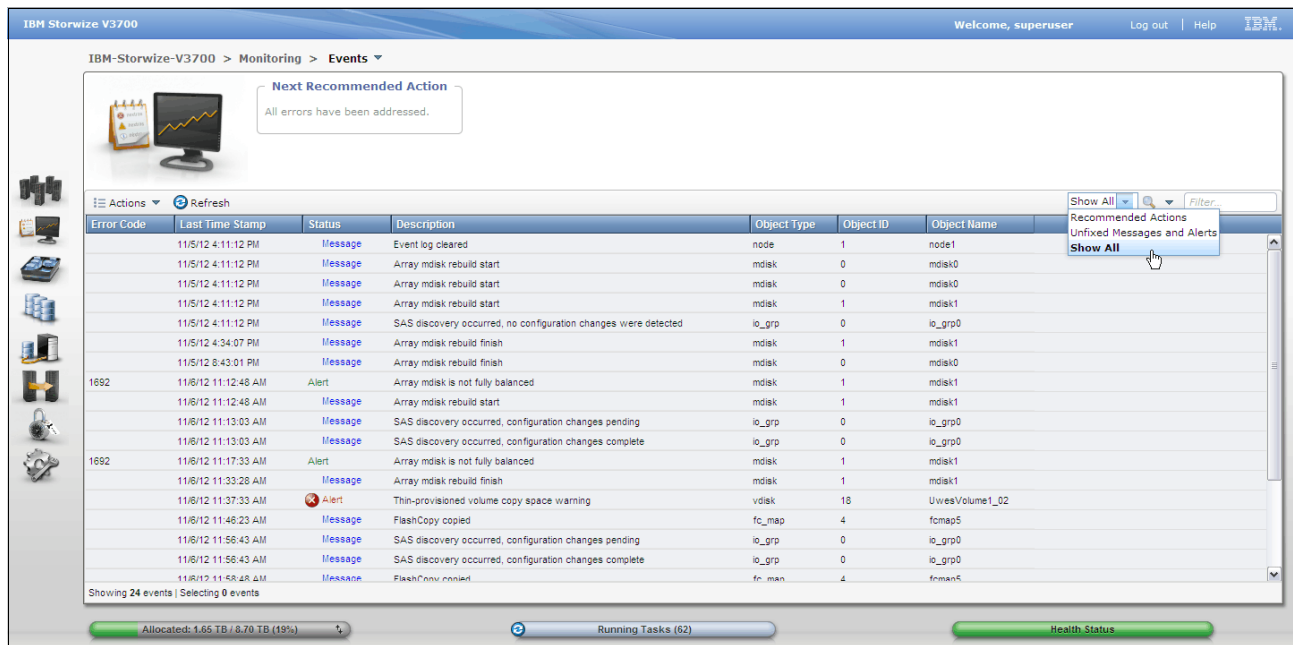 IBM Storwize V3700 Welcome, superuser Log out | Help IBM.
IBM-Storwize-V3700 > Monitoring > Events
Next Recommended Action
All errors have been addressed.
Actions Refresh Show All Filter...
Recommended Actions
Unfixed Messages and Alerts
Show All
Error Code Last Time Stamp Status Description Object Type Object ID Object Name
11/5/12 4:11:12 PM Message Event log cleared node 1 node1
11/5/12 4:11:12 PM Message Array mdisk rebuild start mdisk 0 mdisk0
11/5/12 4:11:12 PM Message Array mdisk rebuild start mdisk 0 mdisk0
11/5/12 4:11:12 PM Message Array mdisk rebuild start mdisk 1 mdisk1
11/5/12 4:11:12 PM Message SAS discovery occurred, no configuration changes were detected io_grp 0 io_grp0
11/5/12 4:34:07 PM Message Array mdisk rebuild finish mdisk 1 mdisk1
11/5/12 8:43:01 PM Message Array mdisk rebuild finish mdisk 0 mdisk0
1692 11/6/12 11:12:48 AM Alert Array mdisk is not fully balanced mdisk 1 mdisk1
11/6/12 11:12:48 AM Message Array mdisk rebuild start mdisk 1 mdisk1
11/6/12 11:13:03 AM Message SAS discovery occurred, configuration changes pending io_grp 0 io_grp0
11/6/12 11:13:03 AM Message SAS discovery occurred, configuration changes complete io_grp 0 io_grp0
1692 11/6/12 11:17:33 AM Alert Array mdisk is not fully balanced mdisk 1 mdisk1
11/6/12 11:33:28 AM Message Array mdisk rebuild finish mdisk 1 mdisk1
11/6/12 11:37:33 AM Alert Thin-provisioned volume copy space warning vdisk 18 UwesVolume1_02
11/6/12 11:46:23 AM Message FlashCopy copied fc_map 4 fcmap5
11/6/12 11:56:43 AM Message SAS discovery occurred, configuration changes pending io_grp 0 io_grp0
11/6/12 11:56:43 AM Message SAS discovery occurred, configuration changes complete io_grp 0 io_grp0
11/6/12 11:58:48 AM Message FlashCopy copied fc_map 4 fcmap5
Showing 24 events | Selecting 0 events
Allocated: 1.65 TB / 8.70 TB (19%) Running Tasks (62) Health Status